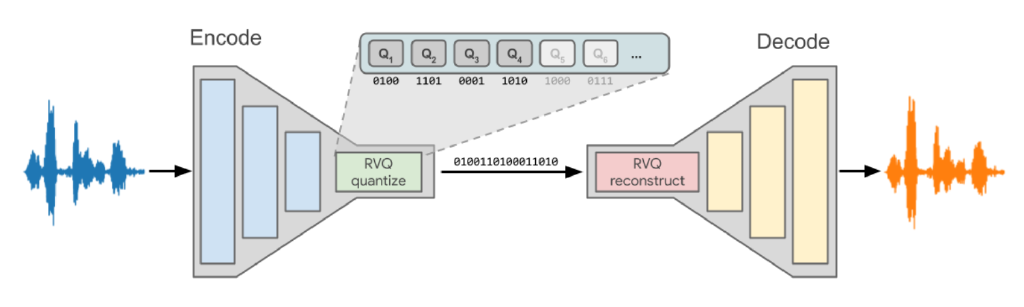 Encode
Decode
Q1 Q2 Q3 Q4 Q5 Q6 ...
0100 1101 0001 1010 1000 0111
RVQ
quantize
0100110100011010
RVQ
reconstruct